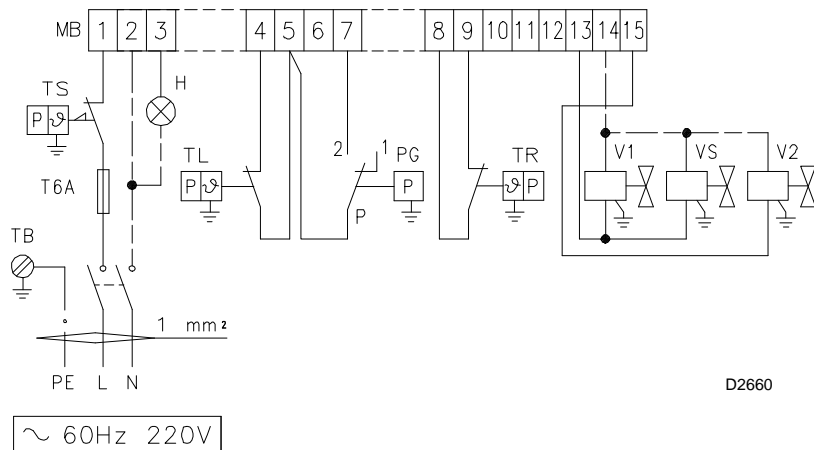 MB 1 2 3 4 5 6 7 8 9 10 11 12 13 14 15
H
TS
P ϑ
TL 2 1 PG TR V1 VS V2
T6A P ϑ P ϑ P
P
TB
1 mm²
PE L N
D2660
~ 60Hz 220V